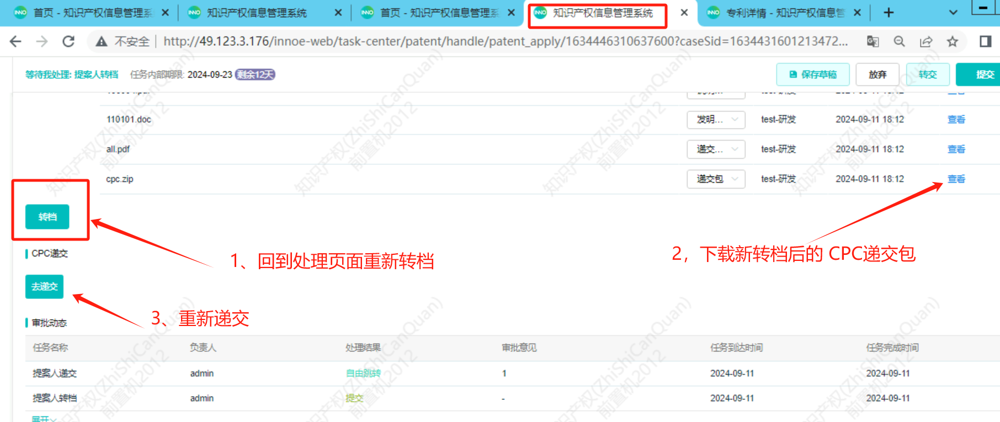 首页 - 知识产权信息管理系
知识产权信息管理系统
首页 - 知识产权信息管理系
知识产权信息管理系统
专利详情 - 知识产权信息管
不安全 http://49.123.3.176/innoe-web/task-center/patent/handle/patent_apply/1634446310637600?caseSid=1634431601213472...
等待我处理: 提案人转档 任务内部期限: 2024-09-23 剩余12天 保存草稿 放弃 转交 提交
110101.doc 发明... test-研发 2024-09-11 18:12 查看
all.pdf 递交... test-研发 2024-09-11 18:12 查看
cpc.zip 递交包 test-研发 2024-09-11 18:12 查看
转档
CPC递交
1、回到处理页面重新转档
2，下载新转档后的 CPC递交包
去递交
3、重新递交
审批动态
任务名称 负责人 处理结果 审批意见 任务到达时间 任务完成时间
提案人递交 admin 自由跳转 1 2024-09-11 2024-09-11
提案人转档 admin 提交 - 2024-09-11 2024-09-11
展开
知识产权(ZhiShiCanQuan)
前置机2012